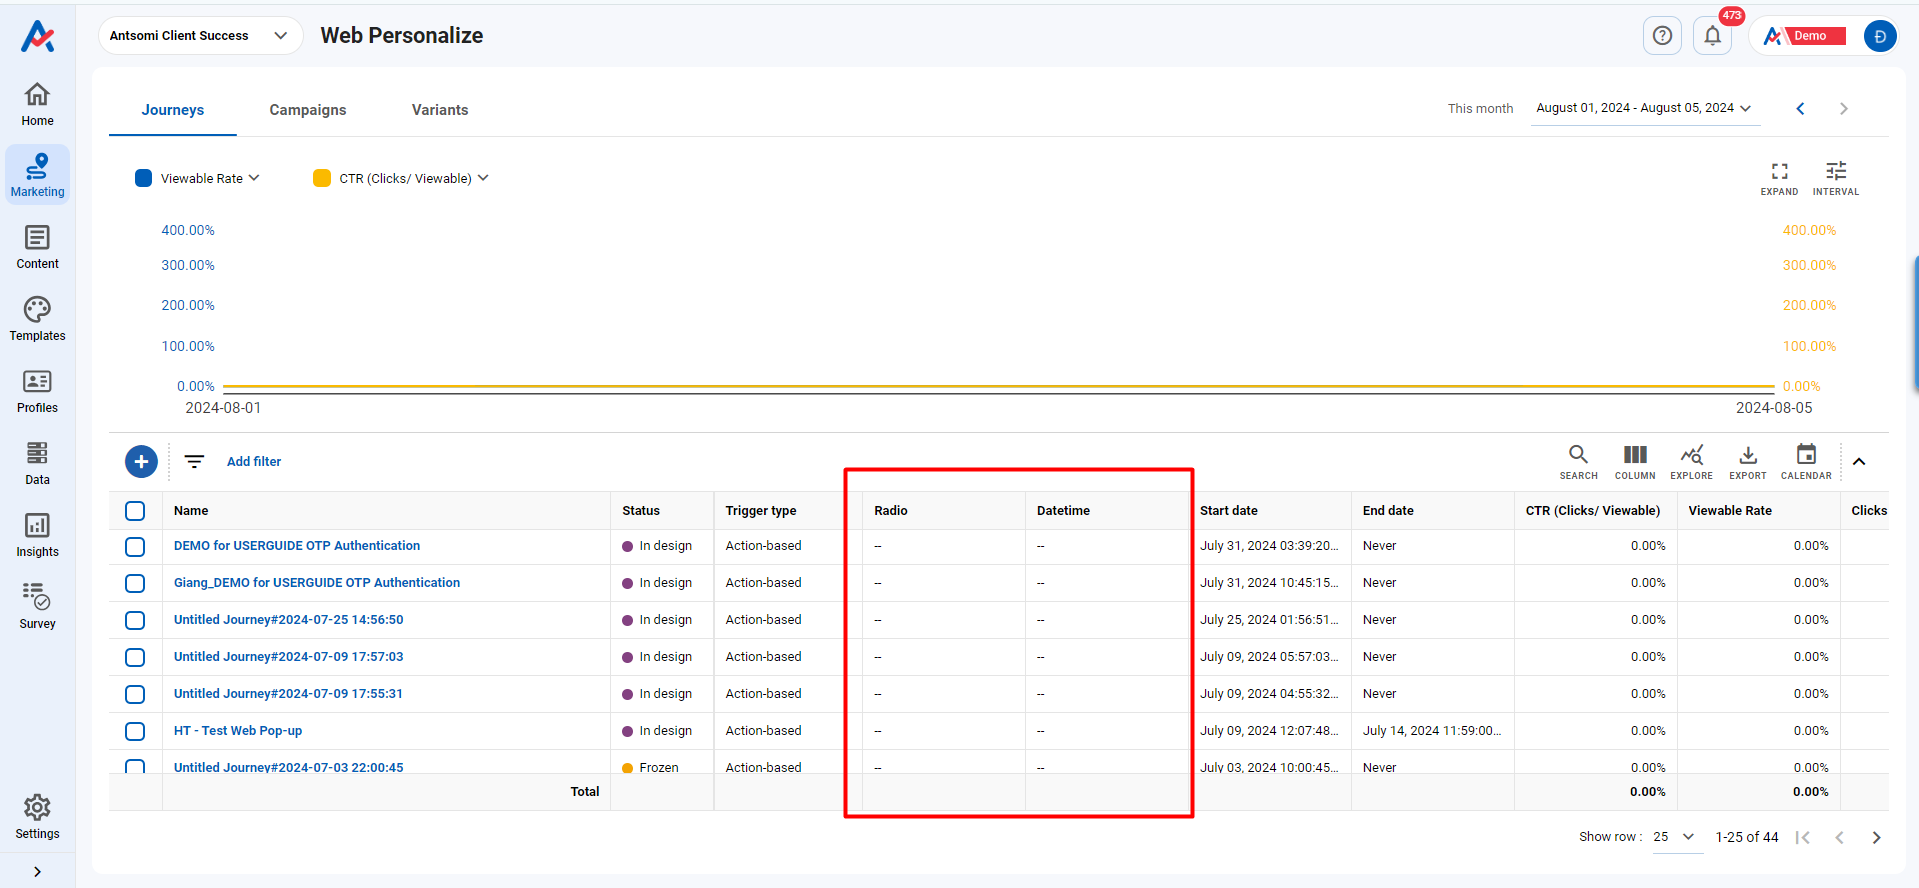 Antsomi Client Success
Web Personalize
473
Demo
Đ
Home
Marketing
Content
Templates
Profiles
Data
Insights
Survey
Settings
Journeys
Campaigns
Variants
This month
August 01, 2024 - August 05, 2024
Viewable Rate
CTR (Clicks/ Viewable)
EXPAND
INTERVAL
400.00%
400.00%
300.00%
300.00%
200.00%
200.00%
100.00%
100.00%
0.00%
0.00%
2024-08-01
2024-08-05
Add filter
SEARCH
COLUMN
EXPLORE
EXPORT
CALENDAR
Name Status Trigger type Radio Datetime Start date End date CTR (Clicks/ Viewable) Viewable Rate Clicks
DEMO for USERGUIDE OTP Authentication In design Action-based -- -- July 31, 2024 03:39:20... Never 0.00% 0.00%
Giang_DEMO for USERGUIDE OTP Authentication In design Action-based -- -- July 31, 2024 10:45:15... Never 0.00% 0.00%
Untitled Journey#2024-07-25 14:56:50 In design Action-based -- -- July 25, 2024 01:56:51... Never 0.00% 0.00%
Untitled Journey#2024-07-09 17:57:03 In design Action-based -- -- July 09, 2024 05:57:03... Never 0.00% 0.00%
Untitled Journey#2024-07-09 17:55:31 In design Action-based -- -- July 09, 2024 04:55:32... Never 0.00% 0.00%
HT - Test Web Pop-up In design Action-based -- -- July 09, 2024 12:07:48... July 14, 2024 11:59:00... 0.00% 0.00%
Untitled Journey#2024-07-03 22:00:45 Frozen Action-based -- -- July 03, 2024 10:00:45... Never 0.00% 0.00%
Total 0.00% 0.00%
Show row : 25 1-25 of 44